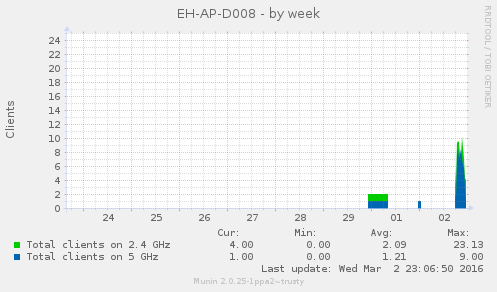 EH-AP-D008 - by week
RRDTOOL / TOBI OETIKER
Clients
24
22
20
18
16
14
12
10
8
6
4
2
0
24 25 26 27 28 29 01 02
Cur: Min: Avg: Max:
Total clients on 2.4 GHz 4.00 0.00 2.09 23.13
Total clients on 5 GHz 1.00 0.00 1.21 9.00
Last update: Wed Mar 2 23:06:50 2016
Munin 2.0.25-1ppa2~trusty